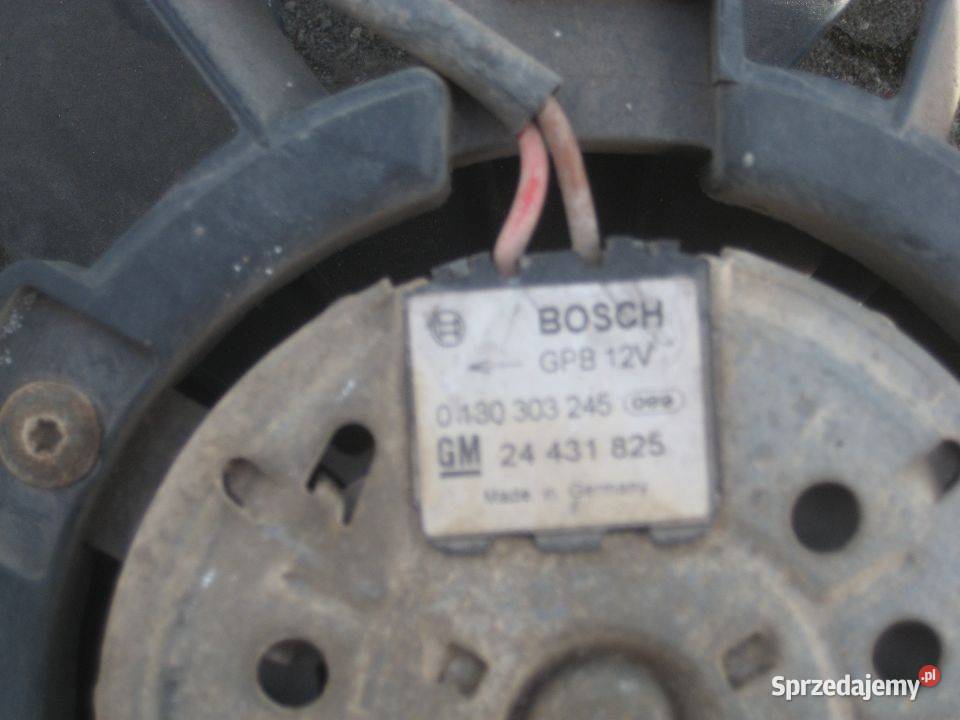 BOSCH
GPB 12V
0 130 303 245
GM 24 431 825
Made in Germany
Sprzedajemy.pl